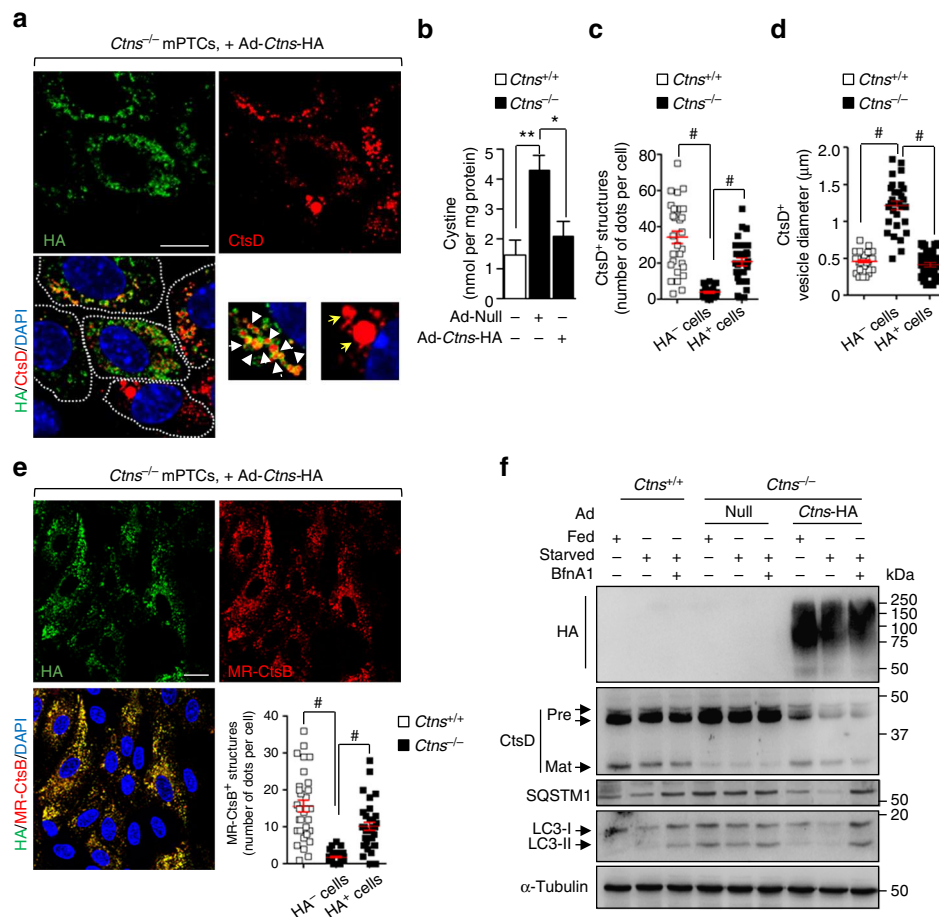 a
Ctns–/– mPTCs, + Ad-Ctns-HA
HA
CtsD
HA/CtsD/DAPI
b
Ctns+/+
Ctns–/–
**
*
Cystine
(nmol per mg protein)
6
5
4
3
2
1
0
Ad-Null – + –
Ad-Ctns-HA – – +
c
Ctns+/+
Ctns–/–
#
#
CtsD+ structures
(number of dots per cell)
80
60
40
20
0
HA– cells
HA+ cells
d
Ctns+/+
Ctns–/–
#
#
CtsD+
vesicle diameter (μm)
2.0
1.5
1
0.5
0
HA– cells
HA+ cells
e
Ctns–/– mPTCs, + Ad-Ctns-HA
HA
MR-CtsB
HA/MR-CtsB/DAPI
Ctns+/+
Ctns–/–
#
#
MR-CtsB+ structures
(number of dots per cell)
40
30
20
10
0
HA– cells
HA+ cells
f
Ctns+/+ Ctns–/–
Ad Null Ctns-HA
Fed + – – + – – + – –
Starved – + + – + + – + +
BfnA1 – – + – – + – – + kDa
HA
250
150
100
75
50
CtsD
Pre
Mat
50
37
SQSTM1
50
LC3-I
LC3-II
15
α-Tubulin
50